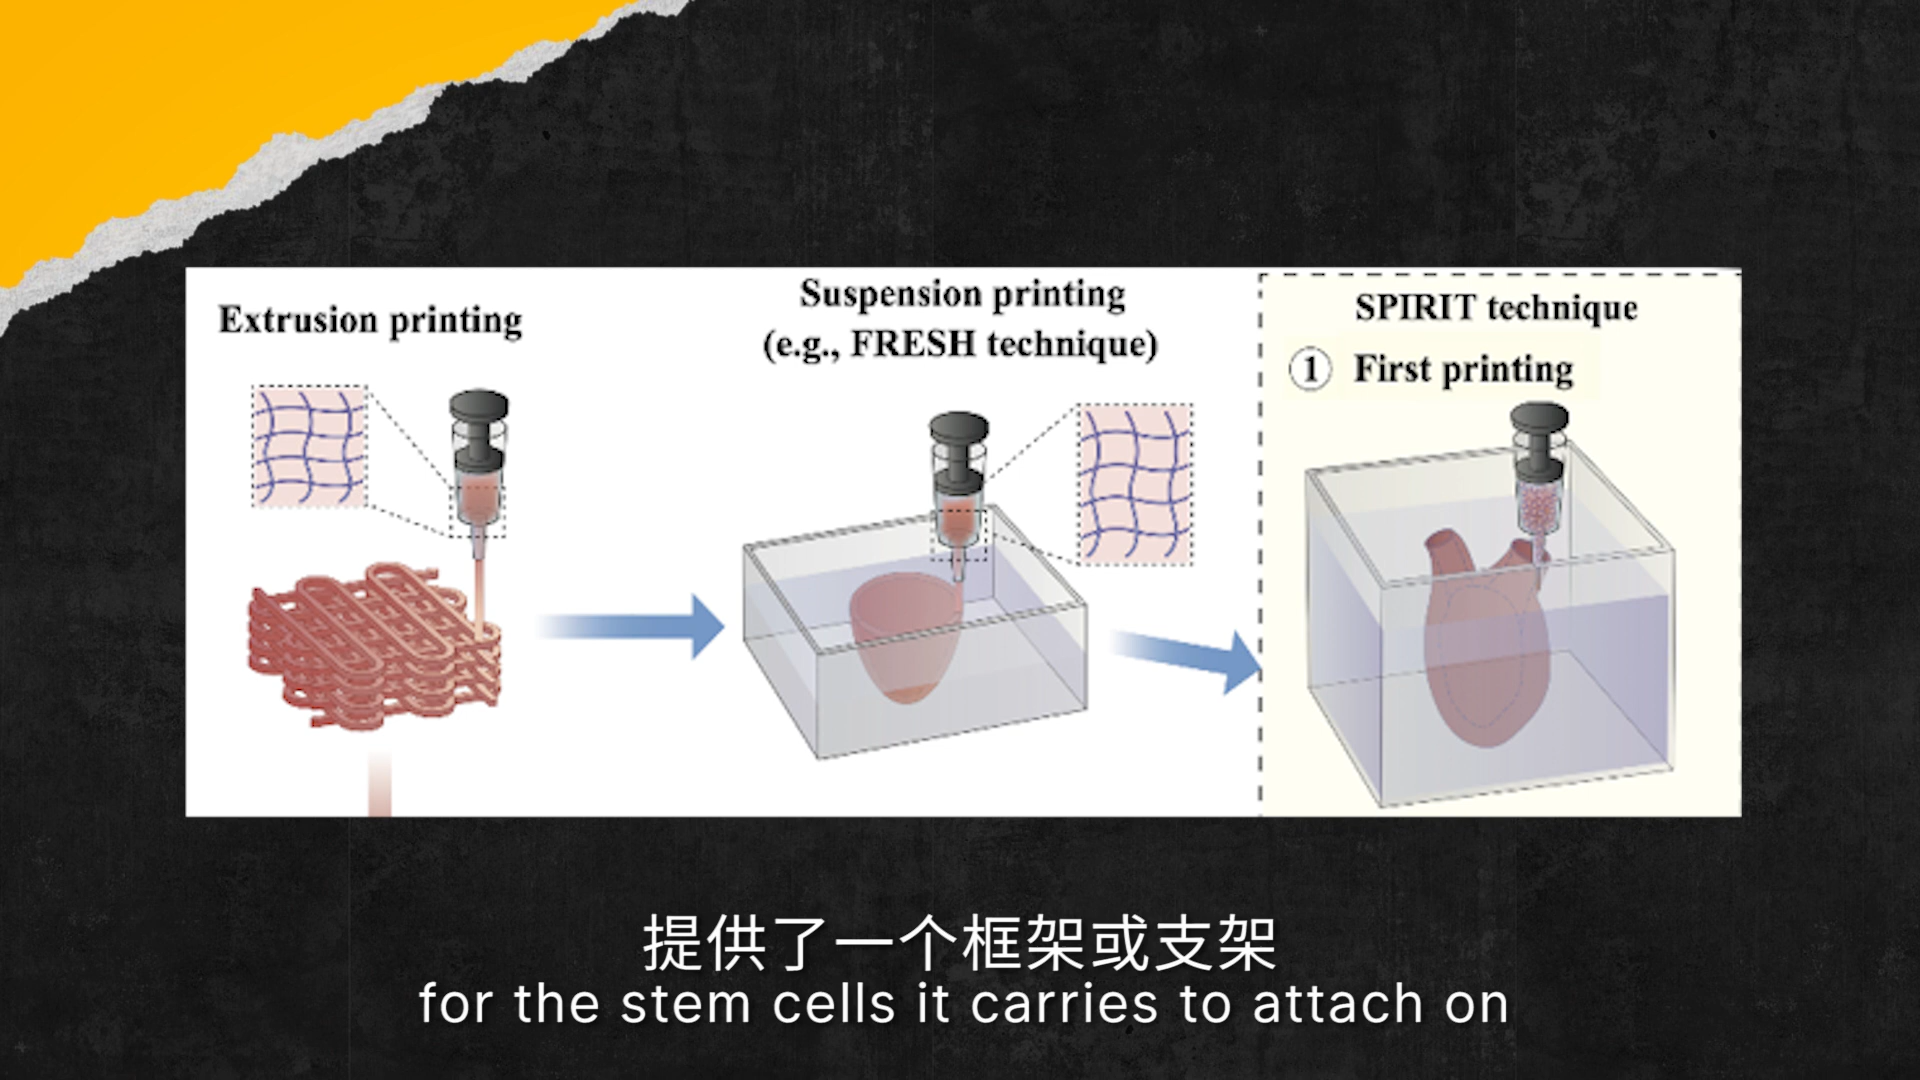 Extrusion printing
Suspension printing
(e.g., FRESH technique)
SPIRIT technique
① First printing
提供了一个框架或支架
for the stem cells it carries to attach on